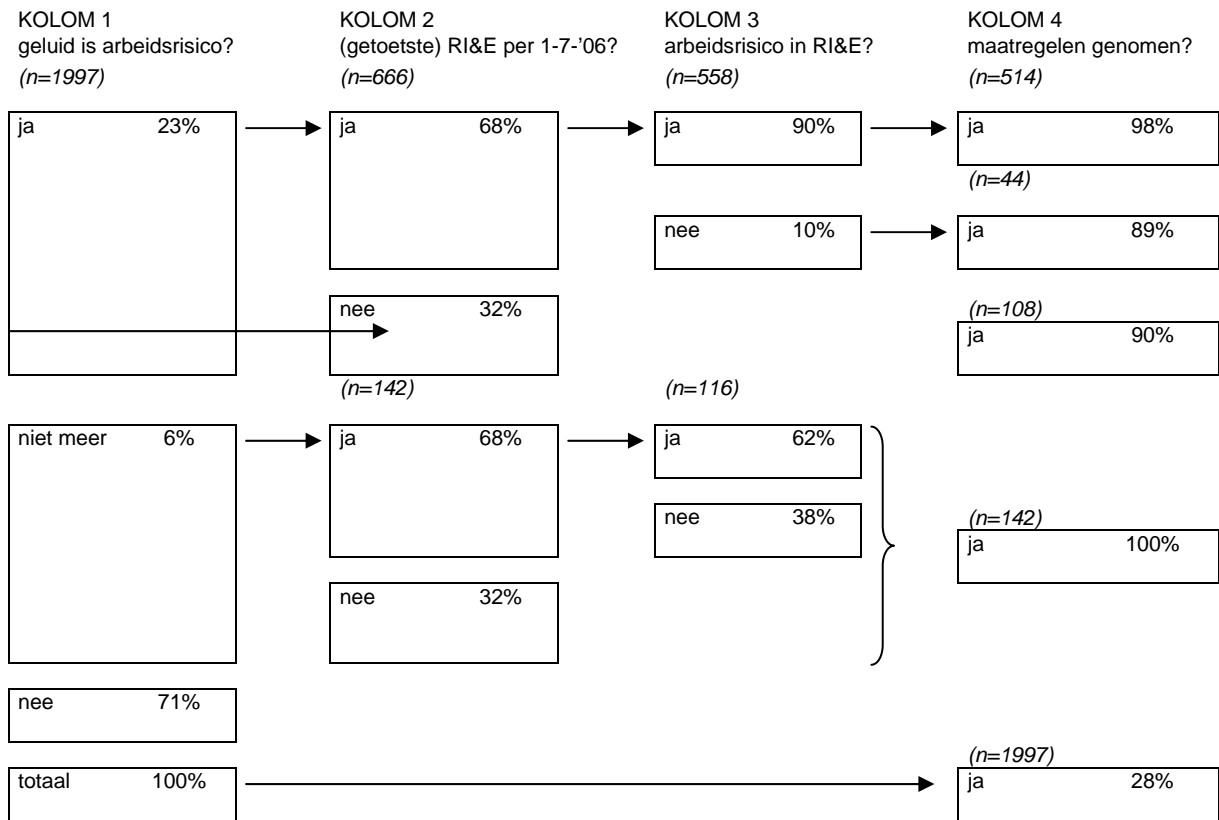 KOLOM 1
geluid is arbeidsrisico?
(n=1997)
KOLOM 2
(getoetste) RI&E per 1-7-'06?
(n=666)
KOLOM 3
arbeidsrisico in RI&E?
(n=558)
KOLOM 4
maatregelen genomen?
(n=514)
ja 23%
ja 68%
ja 90%
ja 98%
(n=44)
nee 10%
ja 89%
nee 32%
(n=108)
ja 90%
(n=142)
(n=116)
niet meer 6%
ja 68%
ja 62%
nee 38%
(n=142)
ja 100%
nee 32%
nee 71%
(n=1997)
totaal 100%
ja 28%